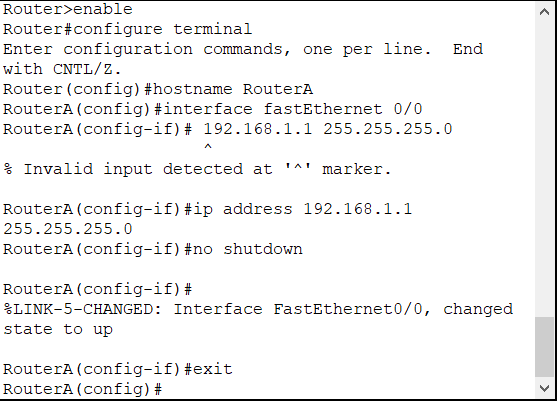 Router>enable
Router#configure terminal
Enter configuration commands, one per line.  End
with CNTL/Z.
Router(config)#hostname RouterA
RouterA(config)#interface fastEthernet 0/0
RouterA(config-if)# 192.168.1.1 255.255.255.0
^
% Invalid input detected at '^' marker.
RouterA(config-if)#ip address 192.168.1.1
255.255.255.0
RouterA(config-if)#no shutdown
RouterA(config-if)#
%LINK-5-CHANGED: Interface FastEthernet0/0, changed
state to up
RouterA(config-if)#exit
RouterA(config)#